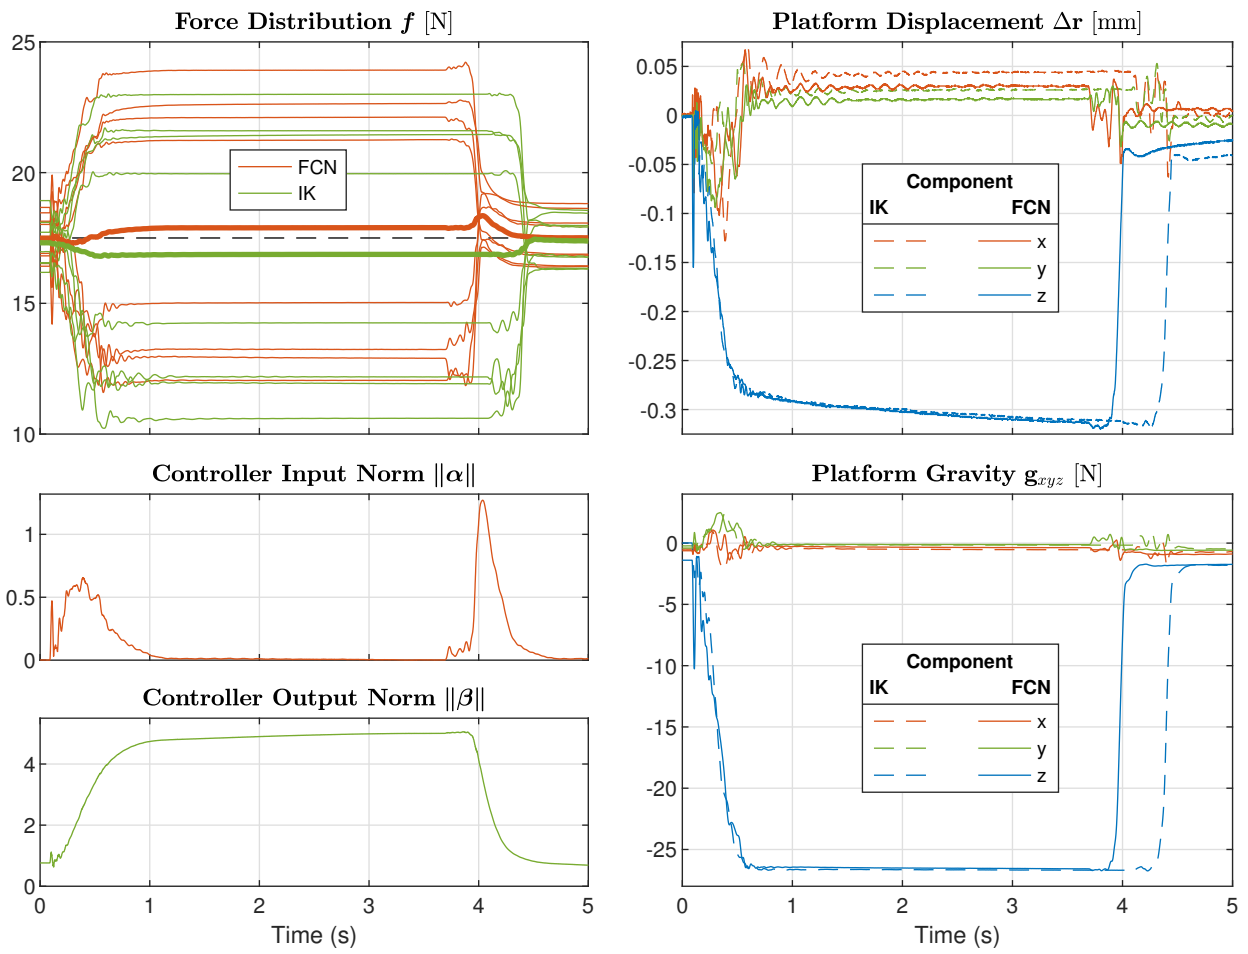 Force Distribution f [N]
25
20
15
10
FCN
IK
Platform Displacement Δr [mm]
0.05
0
-0.05
-0.1
-0.15
-0.2
-0.25
-0.3
Component
IK FCN
x
y
z
Controller Input Norm ||α||
1
0.5
0
Controller Output Norm ||β||
4
2
0
0 1 2 3 4 5
Time (s)
Platform Gravity g_xyz [N]
0
-5
-10
-15
-20
-25
Component
IK FCN
x
y
z
0 1 2 3 4 5
Time (s)